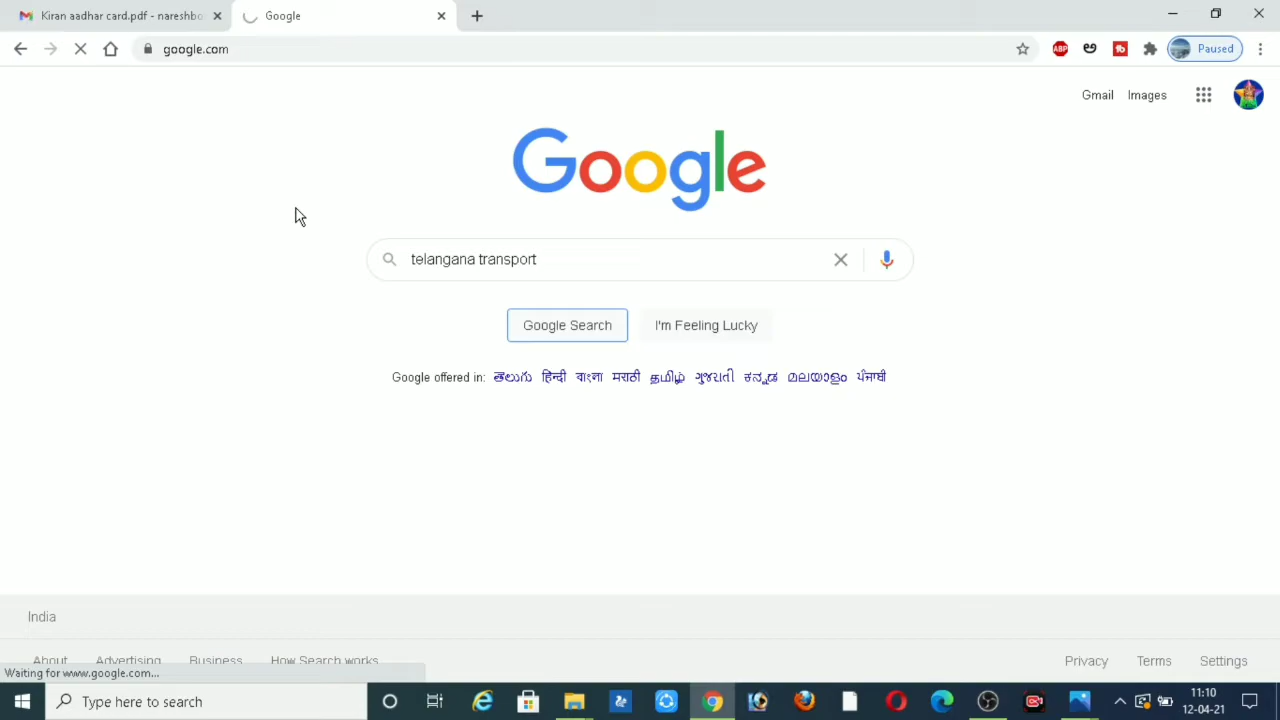 Kiran aadhar card.pdf - nareshbo
Google
google.com
ABP
Paused
Gmail Images
Google
telangana transport
Google Search I'm Feeling Lucky
Google offered in: తెలుగు हिन्दी বাংলা मराठी தமிழ் ગુજરાતી ಕನ್ನಡ മലയാളം ਪੰਜਾਬੀ
India
About Advertising Business How Search works
Privacy Terms Settings
Waiting for www.google.com...
Type here to search
11:10
12-04-21